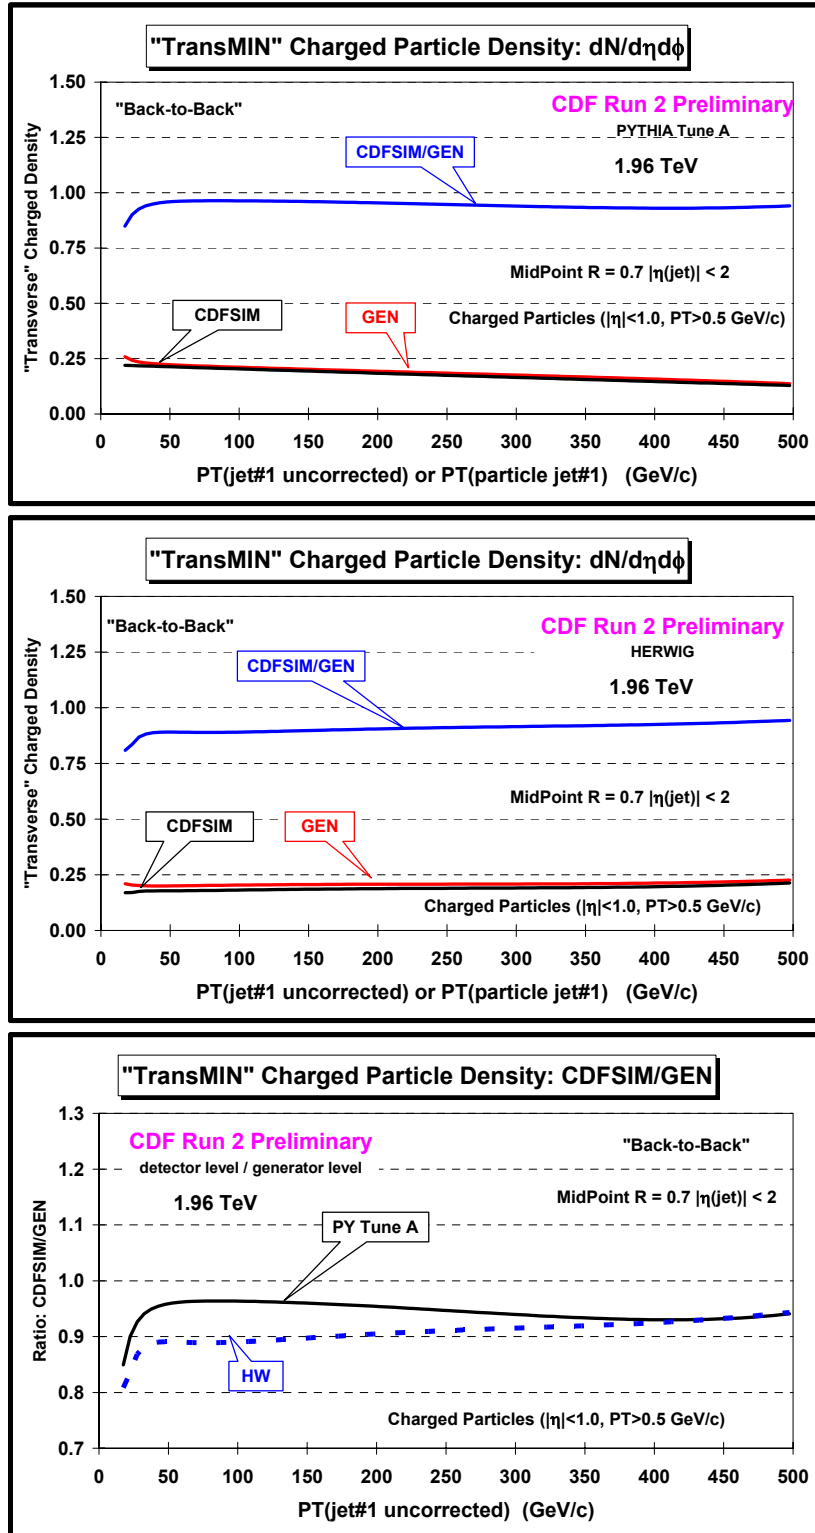 "TransMIN" Charged Particle Density: dN/dηdϕ
1.50
1.25
1.00
0.75
0.50
0.25
0.00
"Transverse" Charged Density
"Back-to-Back"
CDF Run 2 Preliminary
PYTHIA Tune A
1.96 TeV
CDFSIM/GEN
MidPoint R = 0.7 |η(jet)| < 2
CDFSIM
GEN
Charged Particles (|η|<1.0, PT>0.5 GeV/c)
0 50 100 150 200 250 300 350 400 450 500
PT(jet#1 uncorrected) or PT(particle jet#1) (GeV/c)
"TransMIN" Charged Particle Density: dN/dηdϕ
1.50
1.25
1.00
0.75
0.50
0.25
0.00
"Transverse" Charged Density
"Back-to-Back"
CDF Run 2 Preliminary
HERWIG
CDFSIM/GEN
1.96 TeV
MidPoint R = 0.7 |η(jet)| < 2
CDFSIM
GEN
Charged Particles (|η|<1.0, PT>0.5 GeV/c)
0 50 100 150 200 250 300 350 400 450 500
PT(jet#1 uncorrected) or PT(particle jet#1) (GeV/c)
"TransMIN" Charged Particle Density: CDFSIM/GEN
1.3
1.2
1.1
1.0
0.9
0.8
0.7
Ratio: CDFSIM/GEN
CDF Run 2 Preliminary
"Back-to-Back"
detector level / generator level
1.96 TeV
MidPoint R = 0.7 |η(jet)| < 2
PY Tune A
HW
Charged Particles (|η|<1.0, PT>0.5 GeV/c)
0 50 100 150 200 250 300 350 400 450 500
PT(jet#1 uncorrected) (GeV/c)